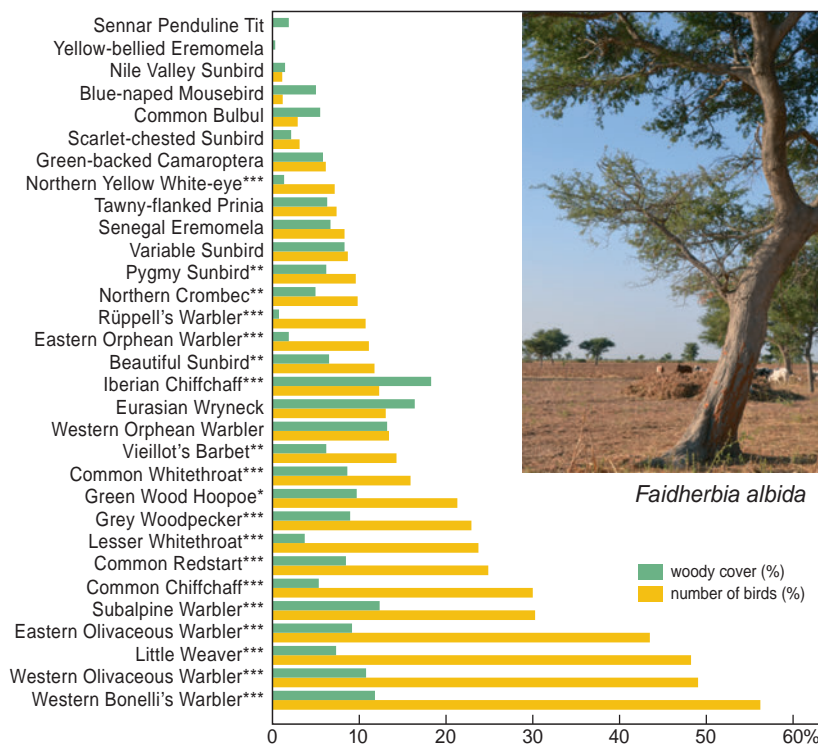 Sennar Penduline Tit
Yellow-bellied Eremomela
Nile Valley Sunbird
Blue-naped Mousebird
Common Bulbul
Scarlet-chested Sunbird
Green-backed Camaroptera
Northern Yellow White-eye***
Tawny-flanked Prinia
Senegal Eremomela
Variable Sunbird
Pygmy Sunbird**
Northern Crombec**
Rüppell's Warbler***
Eastern Orphean Warbler***
Beautiful Sunbird**
Iberian Chiffchaff***
Eurasian Wryneck
Western Orphean Warbler
Vieillot's Barbet**
Common Whitethroat***
Green Wood Hoopoe*
Grey Woodpecker***
Lesser Whitethroat***
Common Redstart***
Common Chiffchaff***
Subalpine Warbler***
Eastern Olivaceous Warbler***
Little Weaver***
Western Olivaceous Warbler***
Western Bonelli's Warbler***
Faidherbia albida
woody cover (%)
number of birds (%)
0 10 20 30 40 50 60%